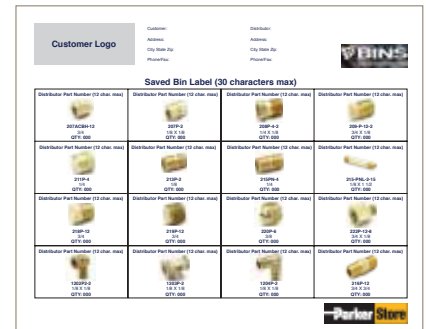 Customer Logo
Customer:
Address:
City State Zip:
Phone/Fax:
Distributor:
Address:
City State Zip:
Phone/Fax:
BINS
Saved Bin Label (30 characters max)
Distributor Part Number (12 char. max) Distributor Part Number (12 char. max) Distributor Part Number (12 char. max) Distributor Part Number (12 char. max)
207ACBH-12 207P-2 208P-4-2 209-P-12-2
3/4 1/8 X 1/8 1/4 X 1/8 3/4 X 1/8
QTY: 000 QTY: 000 QTY: 000 QTY: 000
Distributor Part Number (12 char. max) Distributor Part Number (12 char. max) Distributor Part Number (12 char. max) Distributor Part Number (12 char. max)
211P-4 213P-2 215PN-4 215-PNL-2-15
1/4 1/8 1/4 1/8 X 1 1/2
QTY: 000 QTY: 000 QTY: 000 QTY: 000
Distributor Part Number (12 char. max) Distributor Part Number (12 char. max) Distributor Part Number (12 char. max) Distributor Part Number (12 char. max)
218P-12 219P-12 220P-6 222P-12-8
3/4 3/4 3/8 3/4 X 1/8
QTY: 000 QTY: 000 QTY: 000 QTY: 000
Distributor Part Number (12 char. max) Distributor Part Number (12 char. max) Distributor Part Number (12 char. max) Distributor Part Number (12 char. max)
1202P2-2 1203P-2 1204P-2 216P-12
1/8 X 1/8 1/8 X 1/8 1/8 X 1/8 3/4 X 3/4
QTY: 000 QTY: 000 QTY: 000 QTY: 000
Parker Store